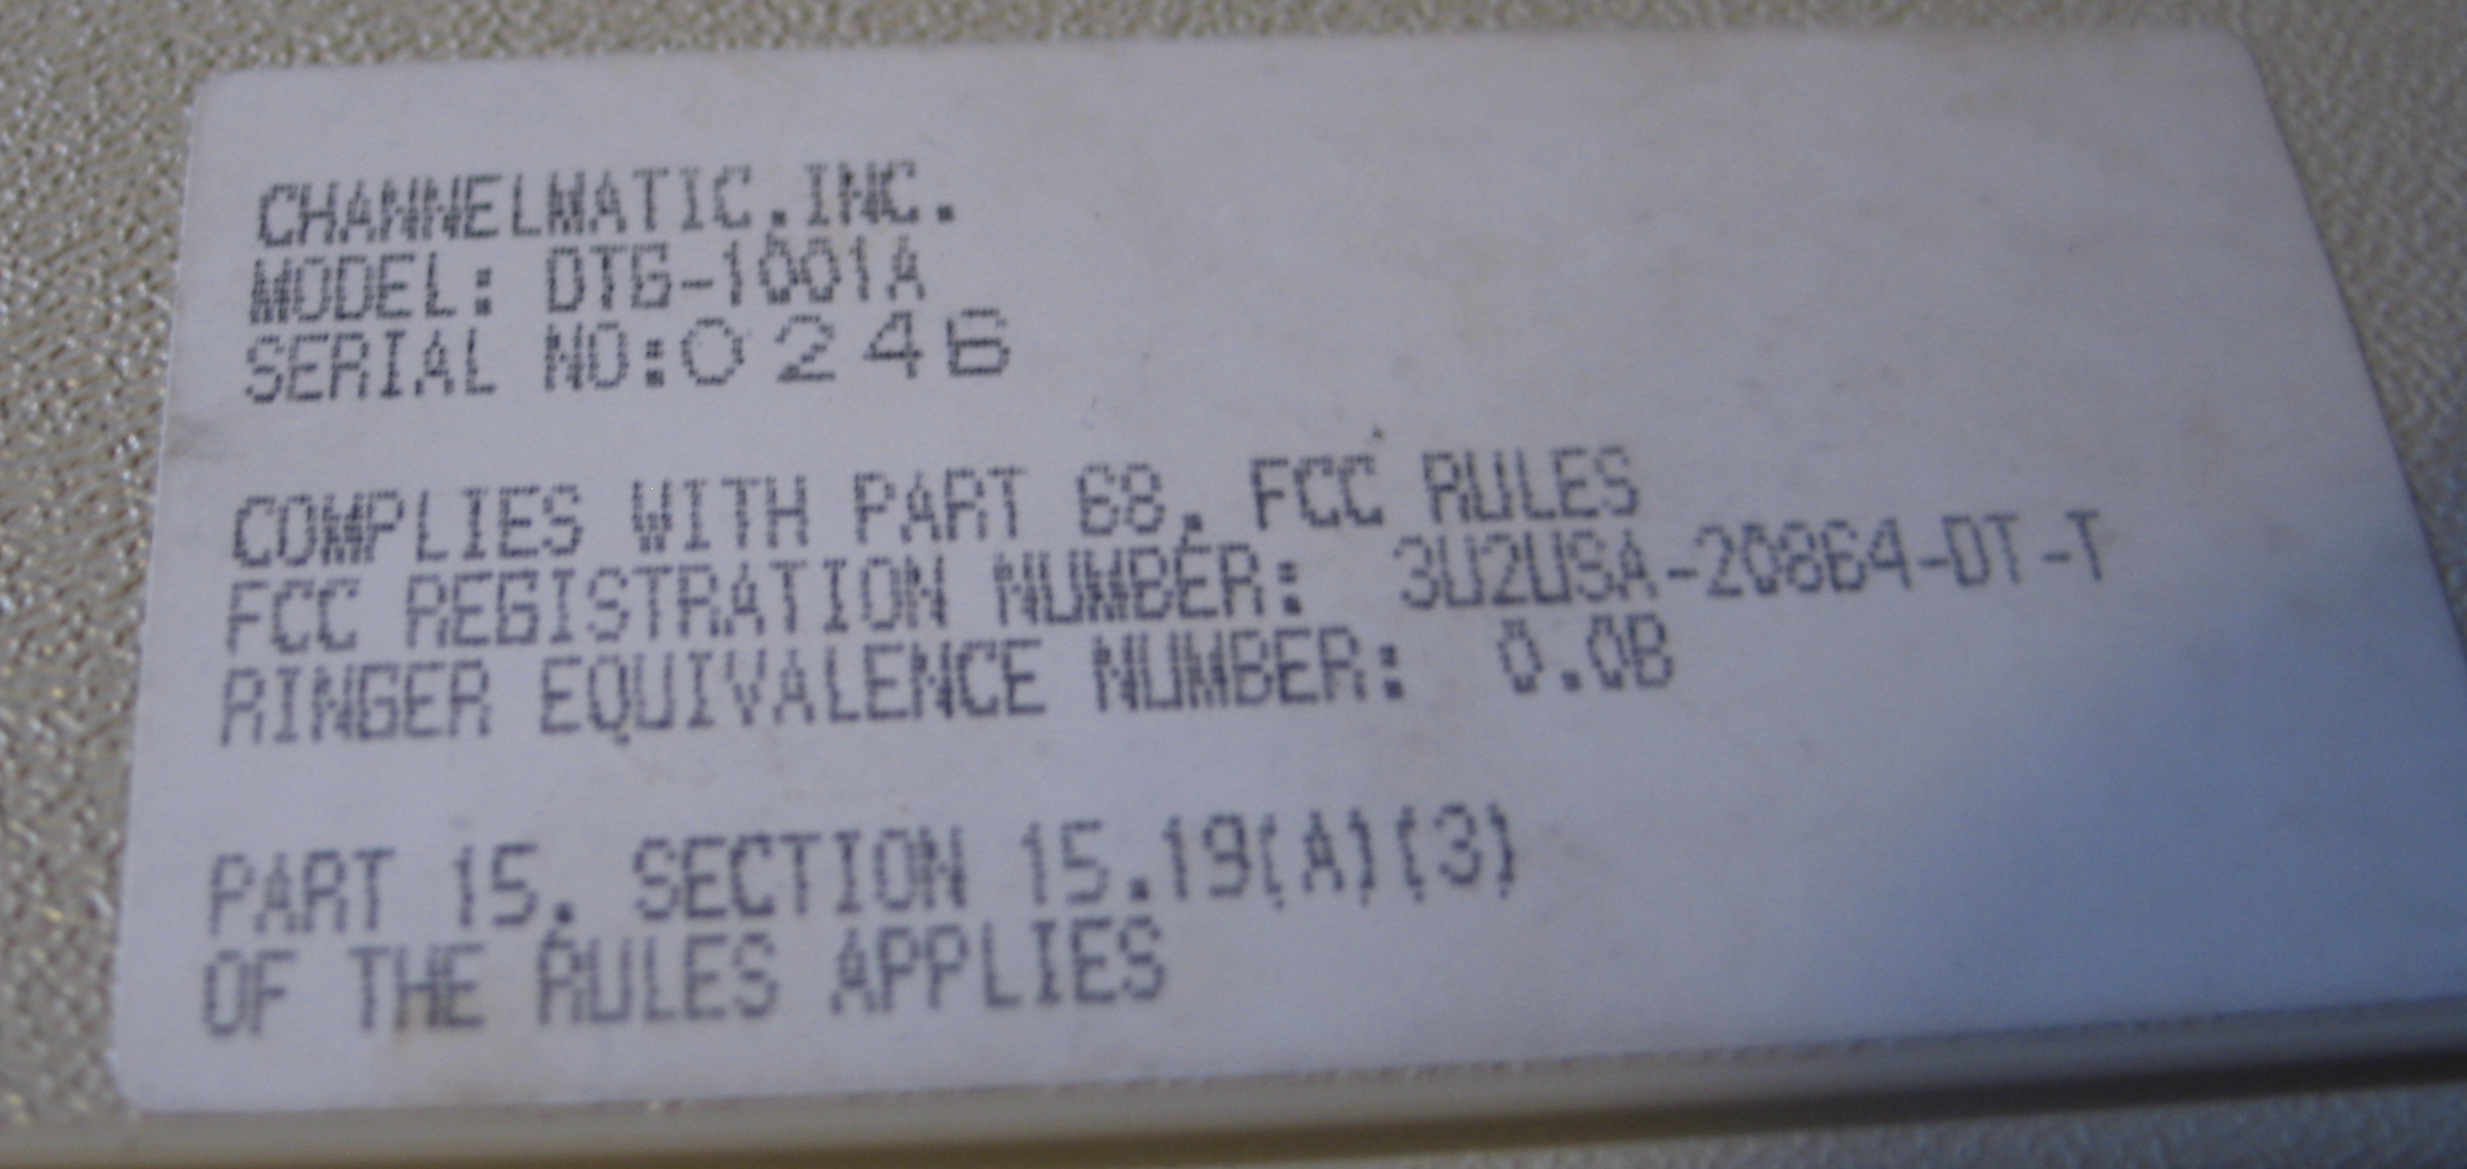 CHANNELMATIC.INC.
MODEL: DTG-1001A
SERIAL NO:0246
COMPLIES WITH PART 68, FCC RULES
FCC REGISTRATION NUMBER: 3U2USA-20864-DT-T
RINGER EQUIVALENCE NUMBER: 0.0B
PART 15, SECTION 15.19(A)(3)
OF THE RULES APPLIES